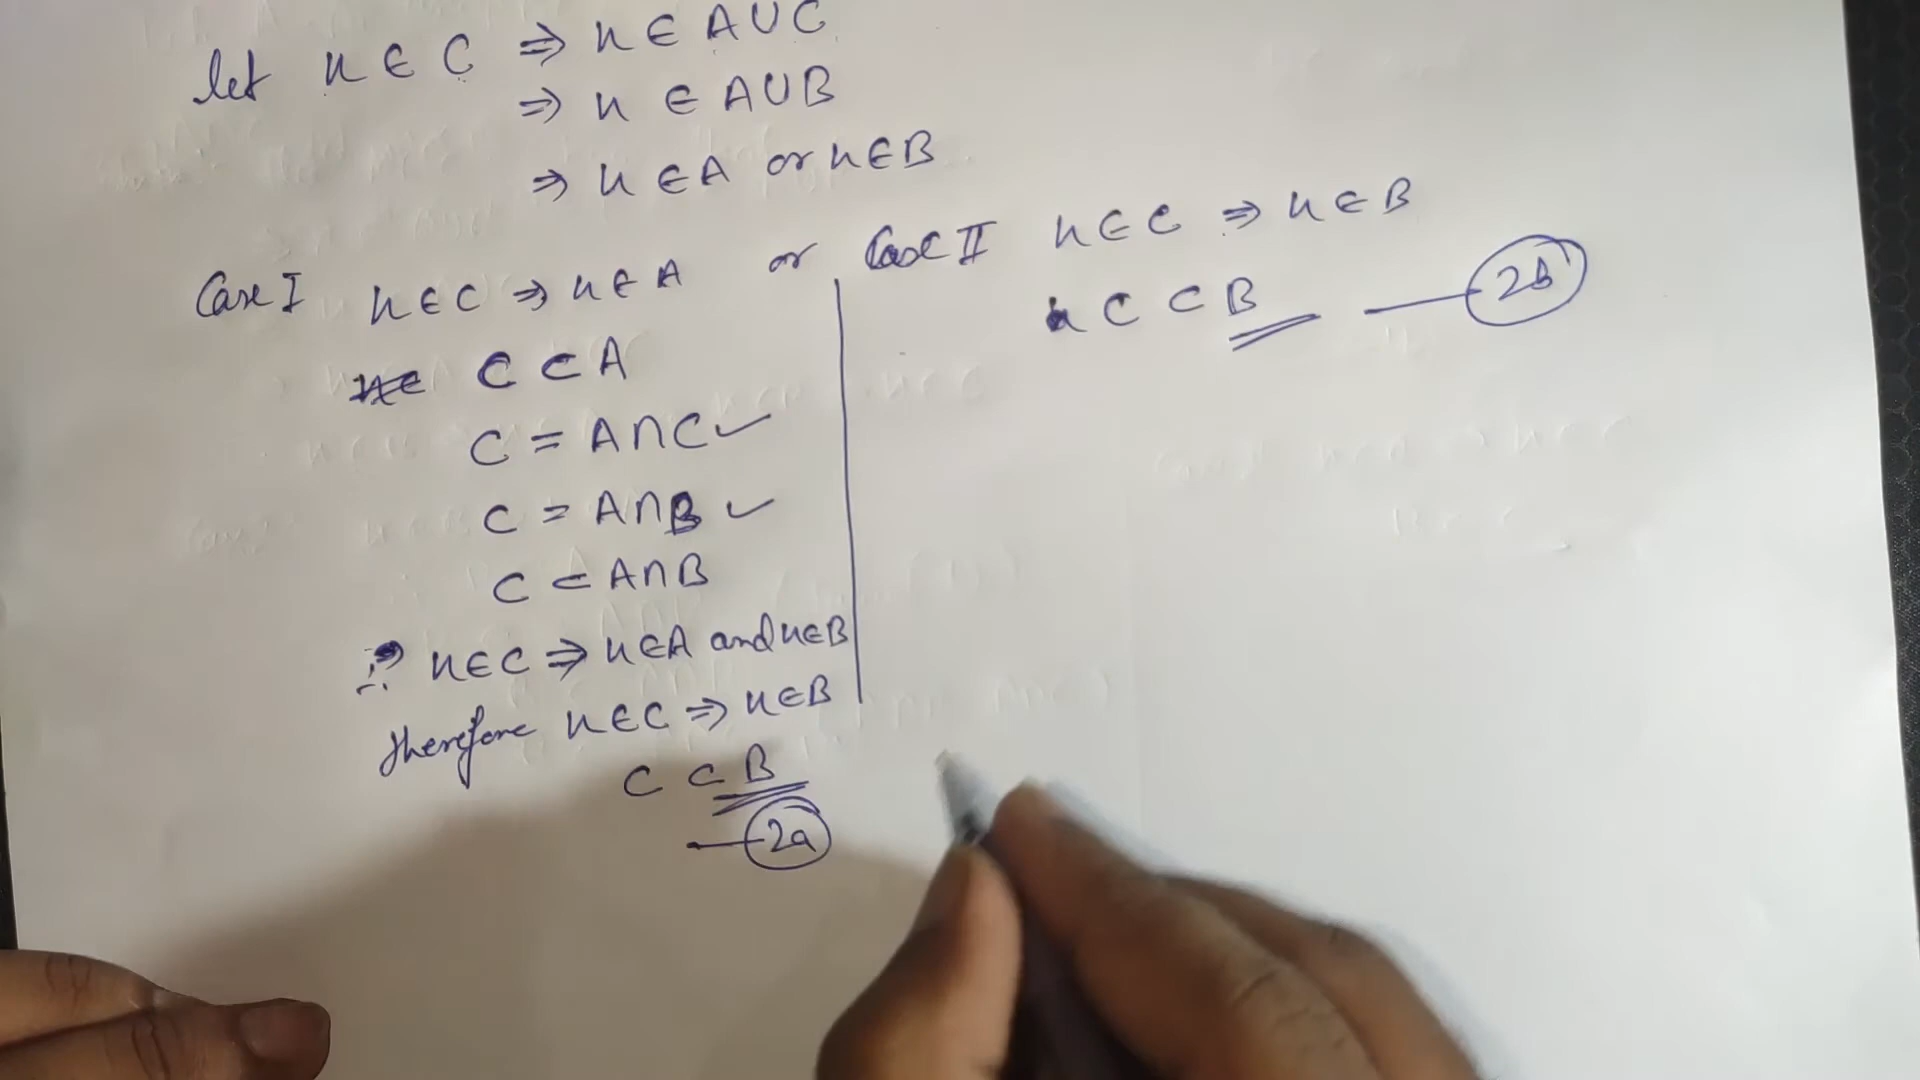 let x ∈ C ⇒ x ∈ A∪C
⇒ x ∈ A∪B
⇒ x ∈ A or x ∈ B
Case I x ∈ C ⇒ x ∈ A or Case II x ∈ C ⇒ x ∈ B
C ⊂ A
C ⊂ B — 2b
C = A∩C ✓
C = A∩B ✓
C ⊂ A∩B
∴ x ∈ C ⇒ x ∈ A and x ∈ B
therefore x ∈ C ⇒ x ∈ B
C ⊂ B
— 2a